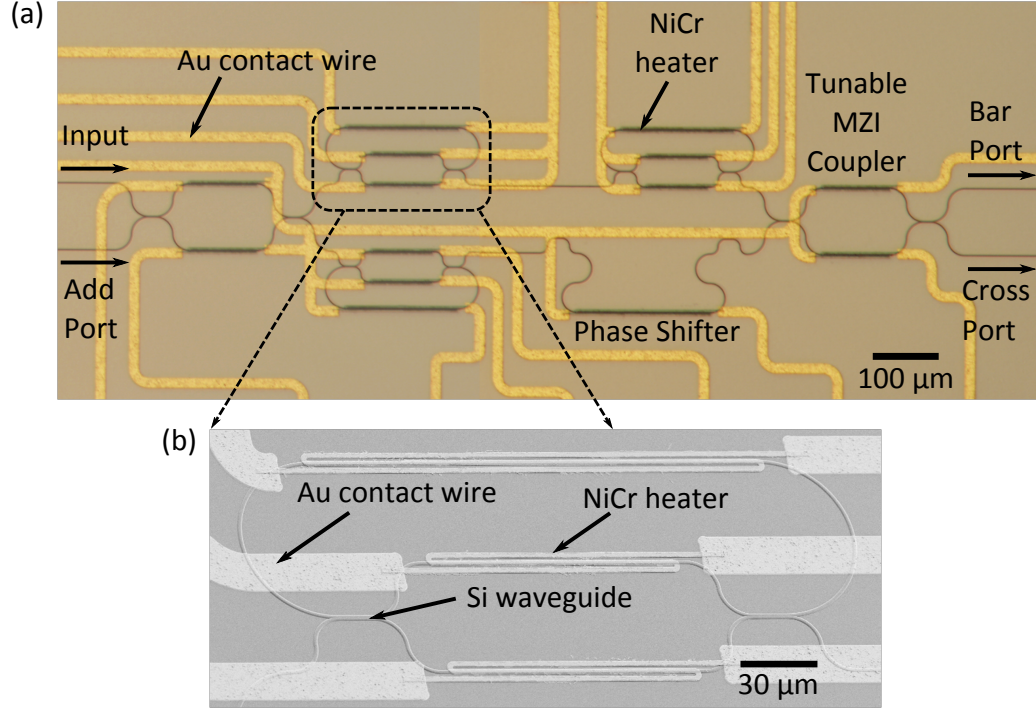 (a)
Au contact wire
NiCr
heater
Tunable
MZI
Coupler
Bar
Port
Input
Add
Port
Phase Shifter
Cross
Port
100 µm
(b)
Au contact wire
NiCr heater
Si waveguide
30 µm